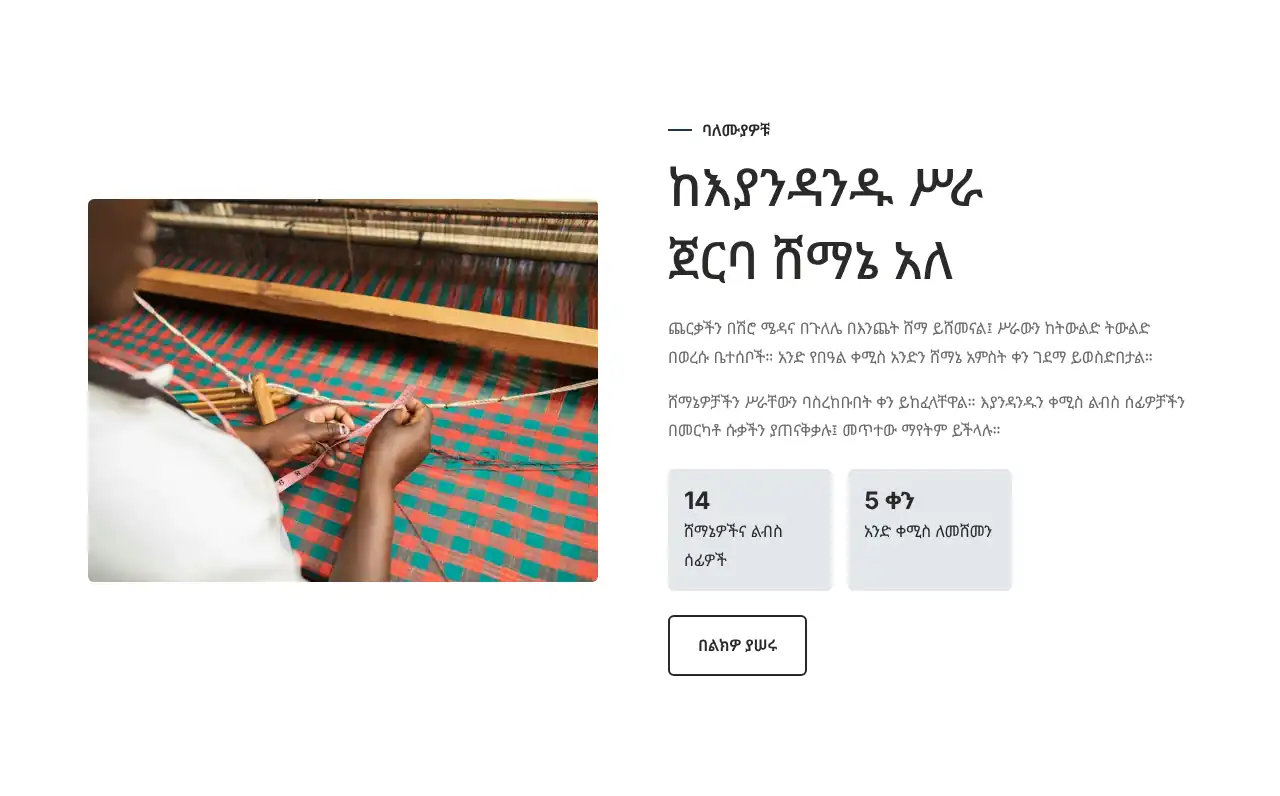 ባለሙያዎቹ
ከእያንዳንዱ ሥራ
ጀርባ ሸማኔ አለ
ጨርቃችን በሽሮ ሜዳና በጉለሌ በእንጨት ሸማ ይሸመናል፤ ሥራውን ከትውልድ ትውልድ
በወረሱ ቤተሰቦች። አንድ የበዓል ቀሚስ አንድን ሸማኔ አምስት ቀን ገደማ ይወስድበታል።
ሸማኔዎቻችን ሥራቸውን ባስረከቡበት ቀን ይከፈላቸዋል። እያንዳንዱን ቀሚስ ልብስ ሰፊዎቻችን
በመርካቶ ሱቃችን ያጠናቅቃሉ፤ መጥተው ማየትም ይችላሉ።
14
ሸማኔዎችና ልብስ
ሰፊዎች
5 ቀን
አንድ ቀሚስ ለመሸመን
በልክዎ ያሠሩ